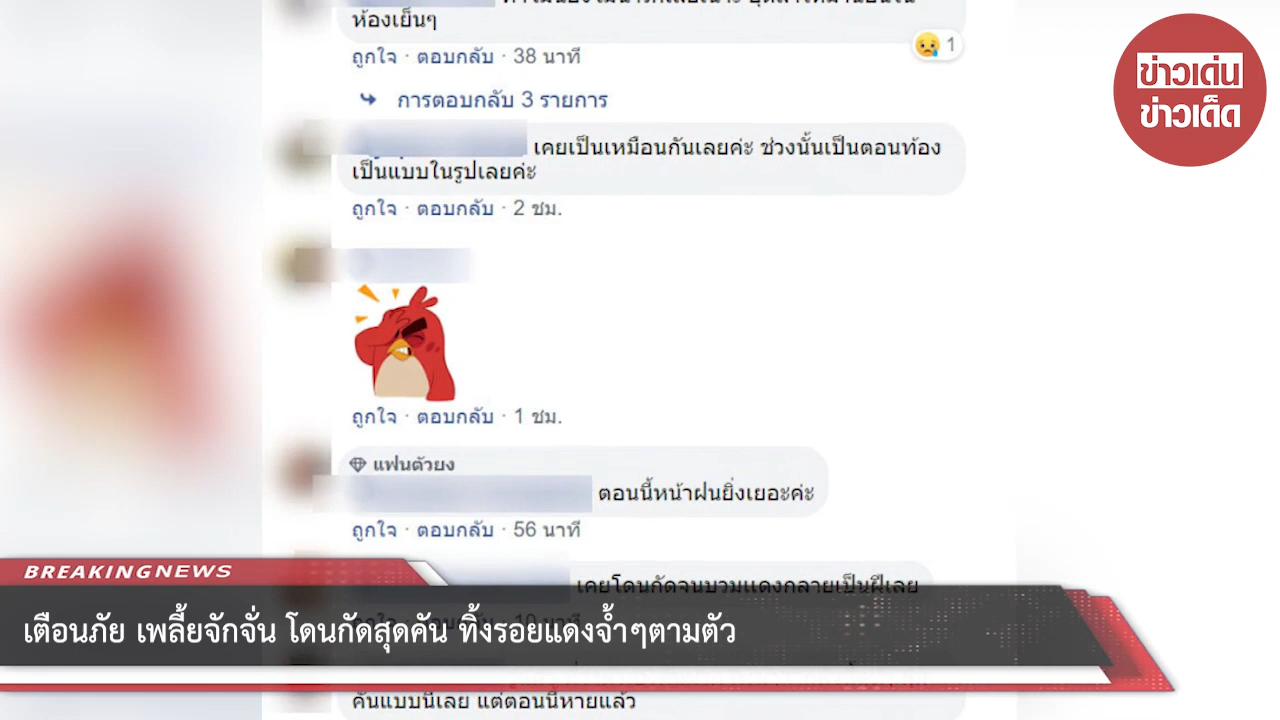 ห้องเย็นๆ
ถูกใจ · ตอบกลับ · 38 นาที
1
การตอบกลับ 3 รายการ
เคยเป็นเหมือนกันเลยค่ะ ช่วงนั้นเป็นตอนท้อง
เป็นแบบในรูปเลยค่ะ
ถูกใจ · ตอบกลับ · 2 ชม.
ถูกใจ · ตอบกลับ · 1 ชม.
แฟนตัวยง
ตอนนี้หน้าฝนยิ่งเยอะค่ะ
ถูกใจ · ตอบกลับ · 56 นาที
เคยโดนกัดจนบวมแดงกลายเป็นฝีเลย
คันแบบนี้เลย แต่ตอนนี้หายแล้ว
BREAKINGNEWS
เตือนภัย เพลี้ยจักจั่น โดนกัดสุดคัน ทิ้งรอยแดงจ้ำๆตามตัว
ข่าวเด่น
ข่าวเด็ด